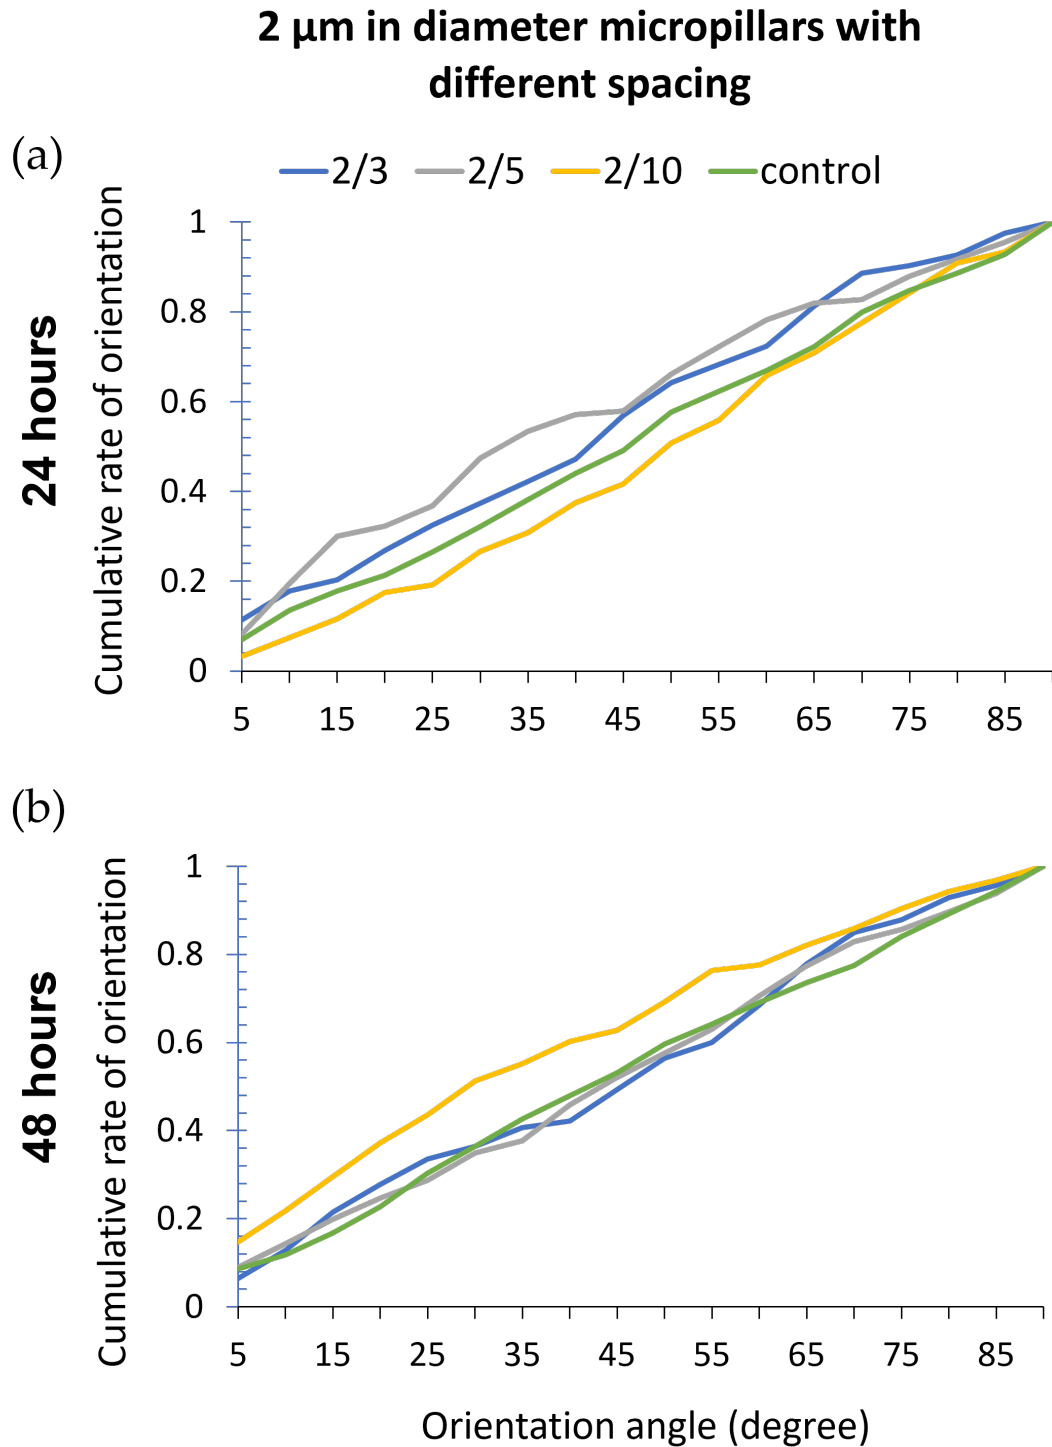 2 µm in diameter micropillars with
different spacing
(a)
2/3 2/5 2/10 control
24 hours
Cumulative rate of orientation
1
0.8
0.6
0.4
0.2
0
5 15 25 35 45 55 65 75 85
(b)
48 hours
Cumulative rate of orientation
1
0.8
0.6
0.4
0.2
0
5 15 25 35 45 55 65 75 85
Orientation angle (degree)